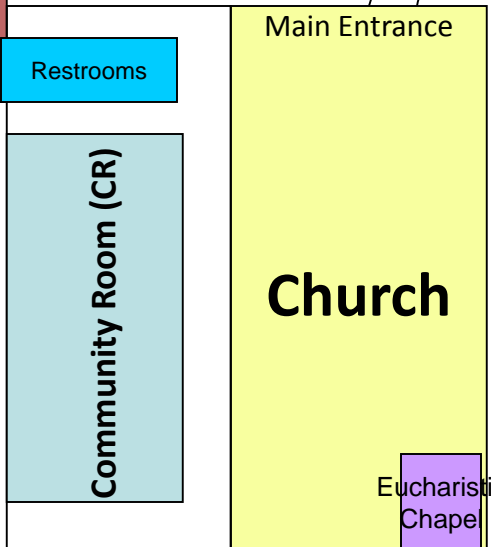 Main Entrance
Restrooms
Community Room (CR)
Church
Eucharisti
Chapel